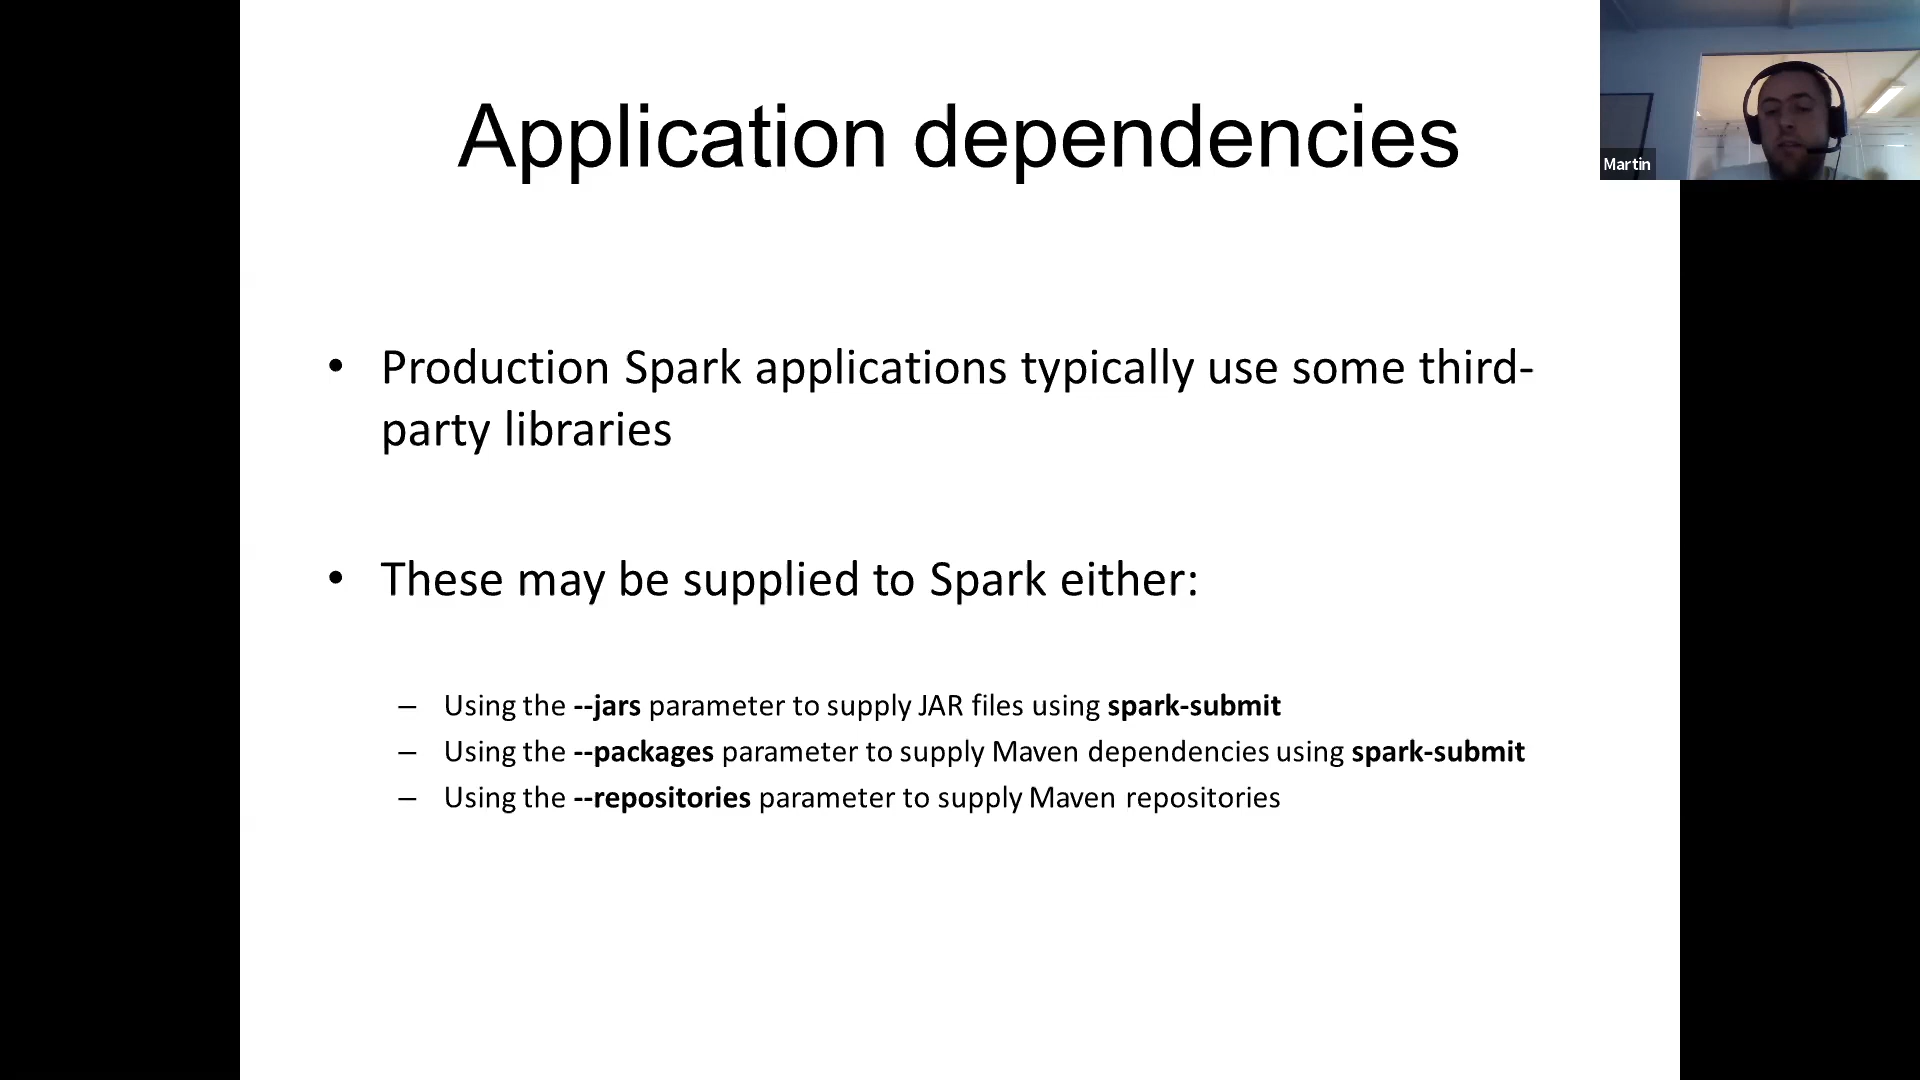 Application dependencies
Martin
• Production Spark applications typically use some third-
party libraries
• These may be supplied to Spark either:
– Using the --jars parameter to supply JAR files using spark-submit
– Using the --packages parameter to supply Maven dependencies using spark-submit
– Using the --repositories parameter to supply Maven repositories